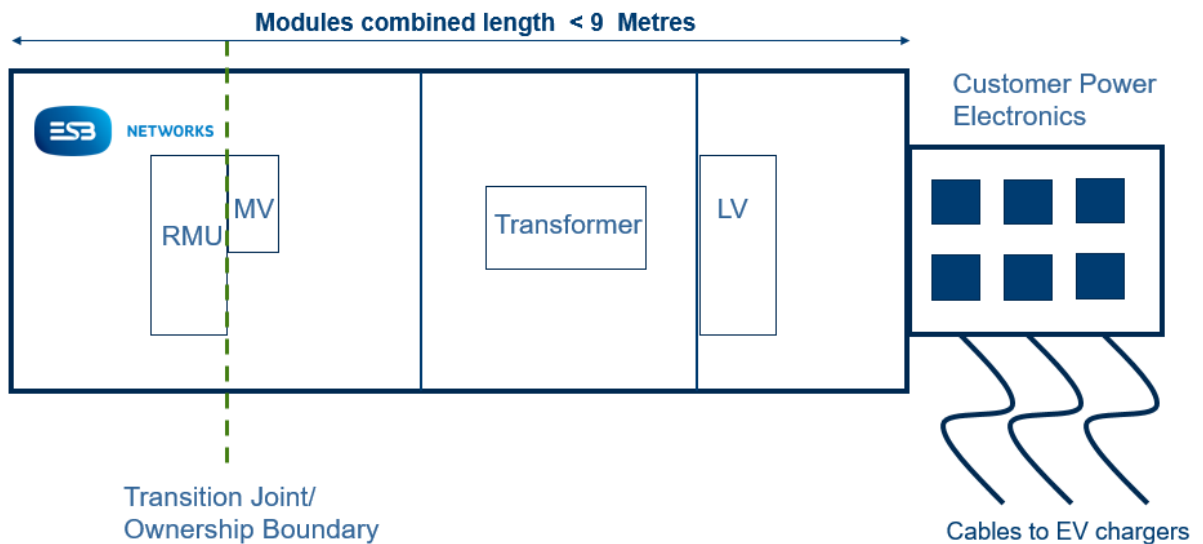 Modules combined length < 9 Metres
ESB NETWORKS
Customer Power
Electronics
RMU
MV
Transformer
LV
Transition Joint/
Ownership Boundary
Cables to EV chargers